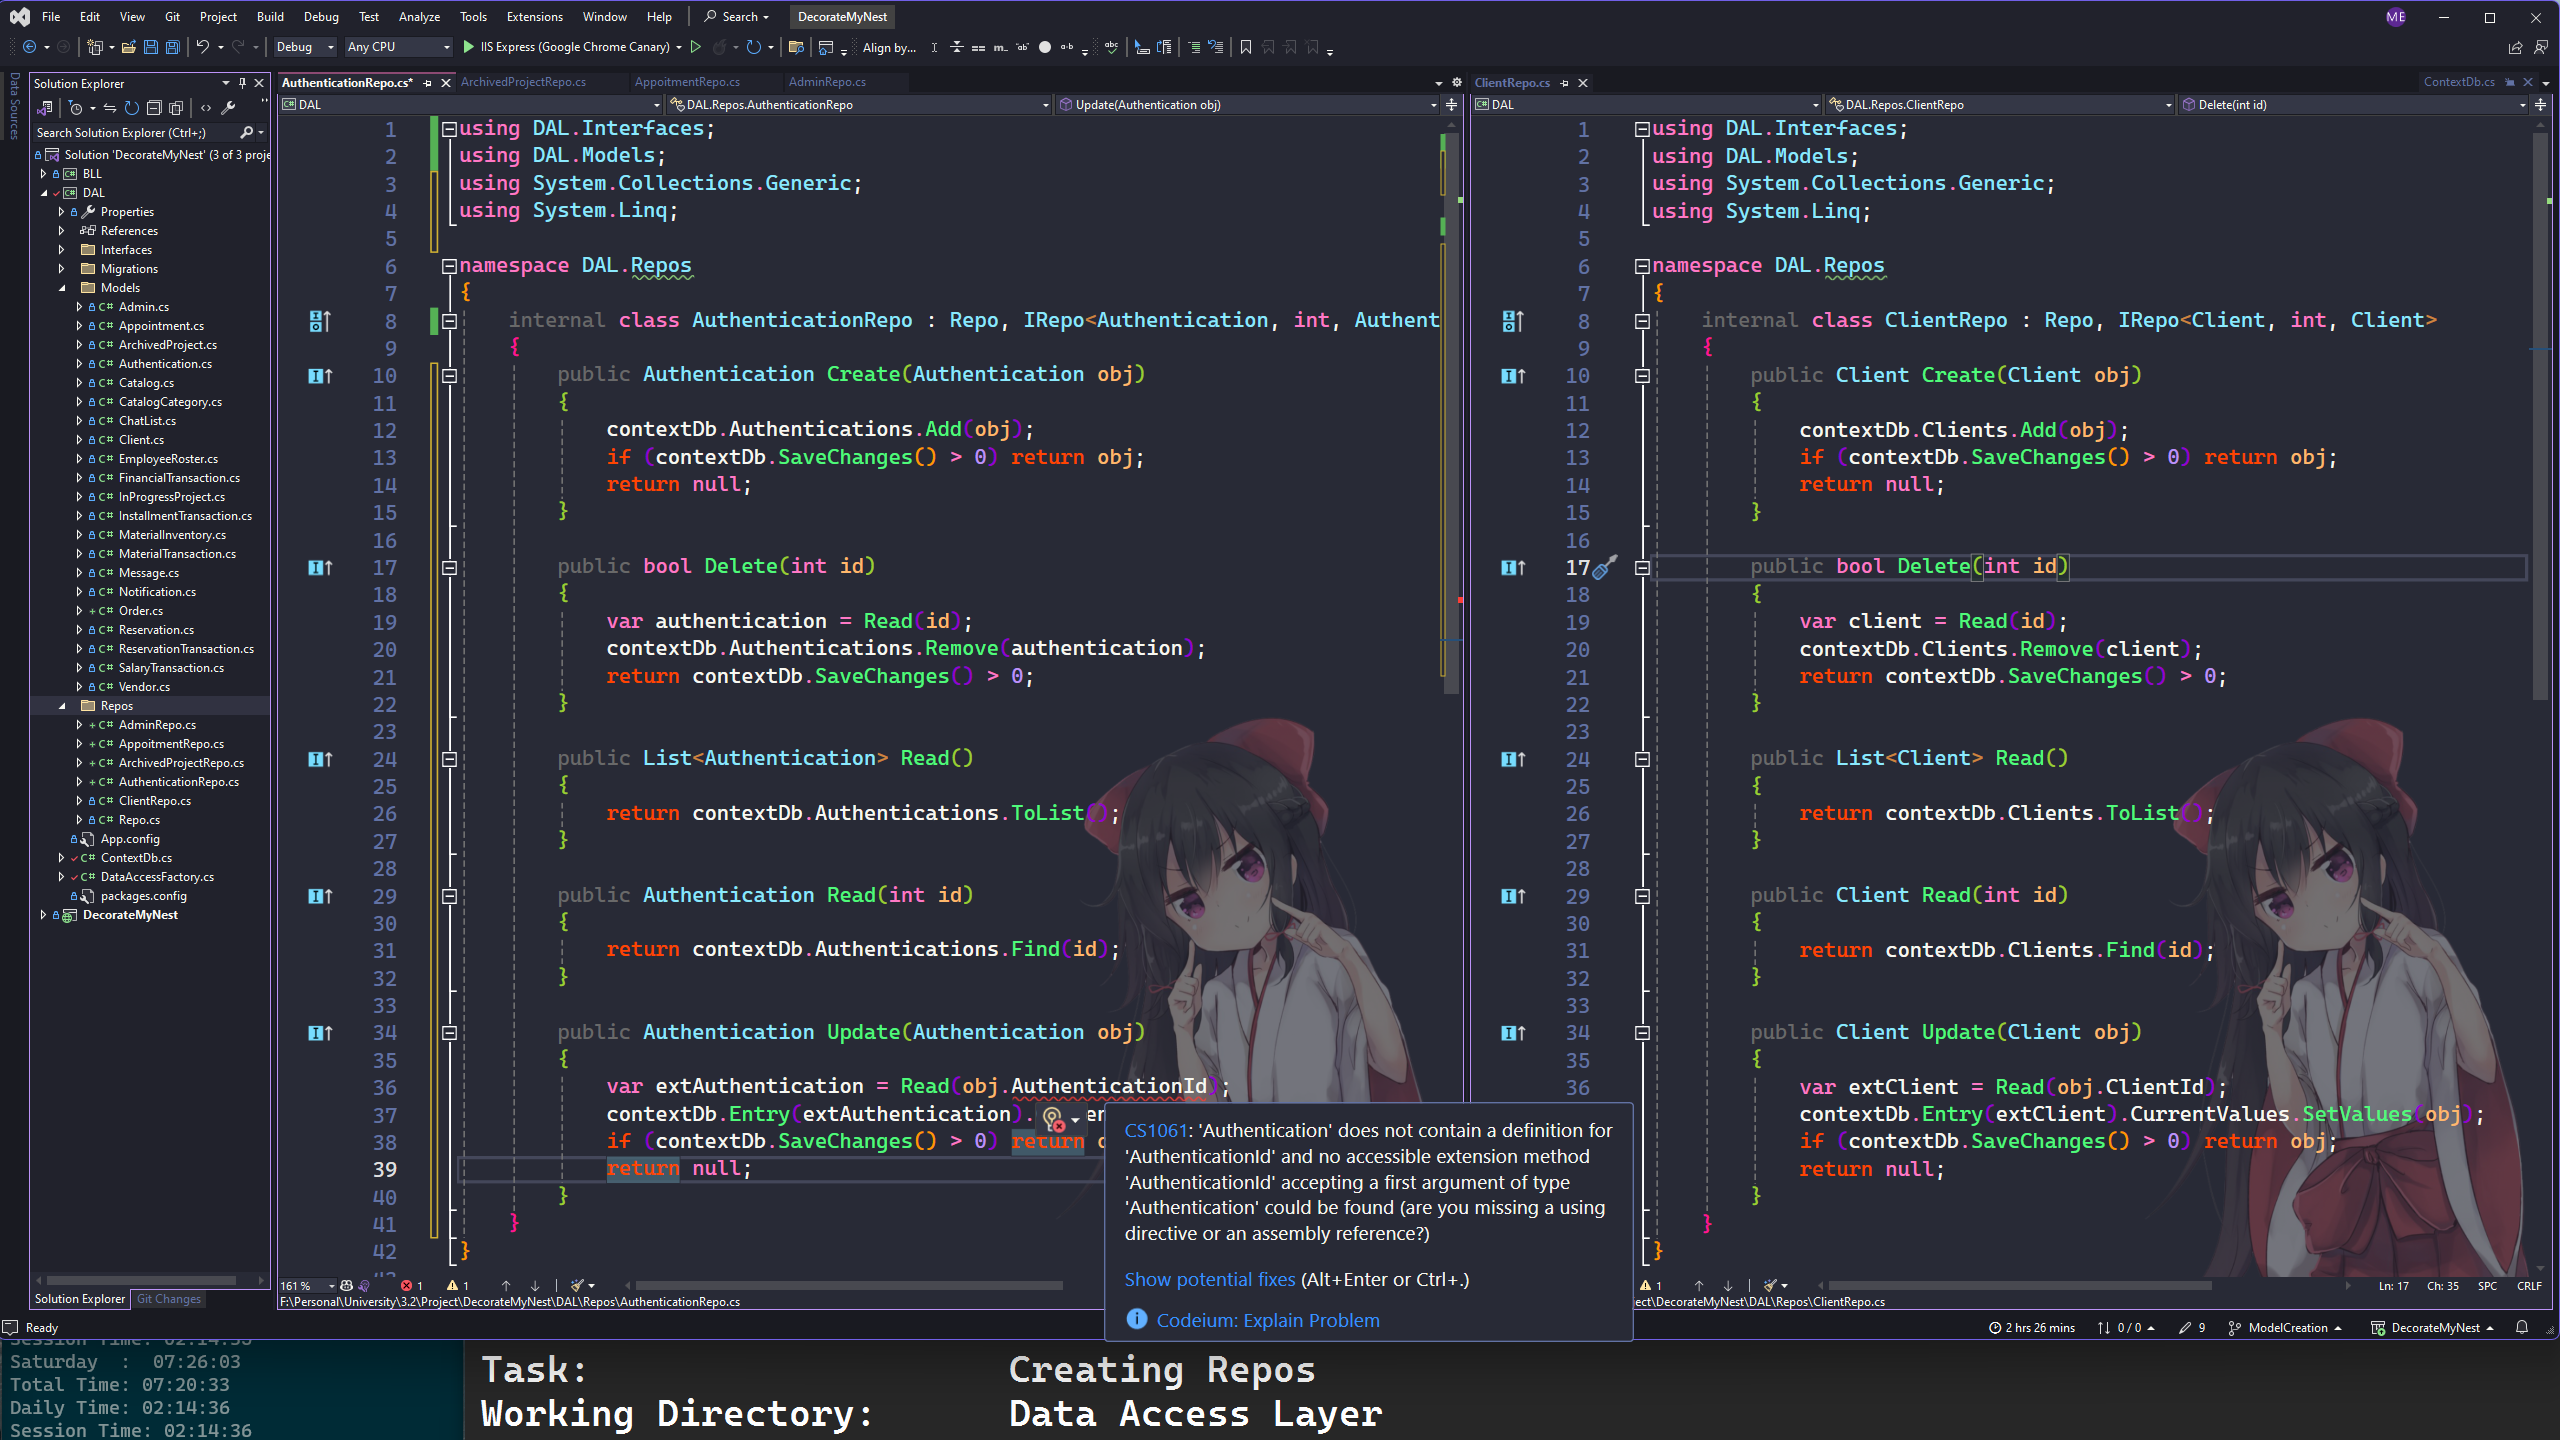 File Edit View Git Project Build Debug Test Analyze Tools Extensions Window Help Search DecorateMyNest ME
Debug Any CPU IIS Express (Google Chrome Canary) Align by...
Data Sources
Solution Explorer
Search Solution Explorer (Ctrl+;)
Solution 'DecorateMyNest' (3 of 3 proje
BLL
DAL
Properties
References
Interfaces
Migrations
Models
C# Admin.cs
C# Appointment.cs
C# ArchivedProject.cs
C# Authentication.cs
C# Catalog.cs
C# CatalogCategory.cs
C# ChatList.cs
C# Client.cs
C# EmployeeRoster.cs
C# FinancialTransaction.cs
C# InProgressProject.cs
C# InstallmentTransaction.cs
C# MaterialInventory.cs
C# MaterialTransaction.cs
C# Message.cs
C# Notification.cs
+ C# Order.cs
C# Reservation.cs
C# ReservationTransaction.cs
C# SalaryTransaction.cs
C# Vendor.cs
Repos
+ C# AdminRepo.cs
+ C# AppoitmentRepo.cs
+ C# ArchivedProjectRepo.cs
+ C# AuthenticationRepo.cs
C# ClientRepo.cs
C# Repo.cs
App.config
C# ContextDb.cs
C# DataAccessFactory.cs
packages.config
DecorateMyNest
Solution Explorer Git Changes
AuthenticationRepo.cs* ArchivedProjectRepo.cs AppoitmentRepo.cs AdminRepo.cs
DAL DAL.Repos.AuthenticationRepo Update(Authentication obj)
1 using DAL.Interfaces;
2 using DAL.Models;
3 using System.Collections.Generic;
4 using System.Linq;
5
6 namespace DAL.Repos
7 {
8 internal class AuthenticationRepo : Repo, IRepo<Authentication, int, Authent
9 {
10 public Authentication Create(Authentication obj)
11 {
12 contextDb.Authentications.Add(obj);
13 if (contextDb.SaveChanges() > 0) return obj;
14 return null;
15 }
16
17 public bool Delete(int id)
18 {
19 var authentication = Read(id);
20 contextDb.Authentications.Remove(authentication);
21 return contextDb.SaveChanges() > 0;
22 }
23
24 public List<Authentication> Read()
25 {
26 return contextDb.Authentications.ToList();
27 }
28
29 public Authentication Read(int id)
30 {
31 return contextDb.Authentications.Find(id);
32 }
33
34 public Authentication Update(Authentication obj)
35 {
36 var extAuthentication = Read(obj.AuthenticationId);
37 contextDb.Entry(extAuthentication).
38 if (contextDb.SaveChanges() > 0) return
39 return null;
40 }
41 }
42 }
161 % 1 1
F:\Personal\University\3.2\Project\DecorateMyNest\DAL\Repos\AuthenticationRepo.cs
CS1061: 'Authentication' does not contain a definition for
'AuthenticationId' and no accessible extension method
'AuthenticationId' accepting a first argument of type
'Authentication' could be found (are you missing a using
directive or an assembly reference?)
Show potential fixes (Alt+Enter or Ctrl+.)
Codeium: Explain Problem
ClientRepo.cs ContextDb.cs
DAL DAL.Repos.ClientRepo Delete(int id)
1 using DAL.Interfaces;
2 using DAL.Models;
3 using System.Collections.Generic;
4 using System.Linq;
5
6 namespace DAL.Repos
7 {
8 internal class ClientRepo : Repo, IRepo<Client, int, Client>
9 {
10 public Client Create(Client obj)
11 {
12 contextDb.Clients.Add(obj);
13 if (contextDb.SaveChanges() > 0) return obj;
14 return null;
15 }
16
17 public bool Delete(int id)
18 {
19 var client = Read(id);
20 contextDb.Clients.Remove(client);
21 return contextDb.SaveChanges() > 0;
22 }
23
24 public List<Client> Read()
25 {
26 return contextDb.Clients.ToList();
27 }
28
29 public Client Read(int id)
30 {
31 return contextDb.Clients.Find(id);
32 }
33
34 public Client Update(Client obj)
35 {
36 var extClient = Read(obj.ClientId);
contextDb.Entry(extClient).CurrentValues.SetValues(obj);
if (contextDb.SaveChanges() > 0) return obj;
return null;
}
}
}
1 Ln: 17 Ch: 35 SPC CRLF
ect\DecorateMyNest\DAL\Repos\ClientRepo.cs
Ready 2 hrs 26 mins 0 / 0 9 ModelCreation DecorateMyNest
Saturday : 07:26:03
Total Time: 07:20:33
Daily Time: 02:14:36
Session Time: 02:14:36
Task: Creating Repos
Working Directory: Data Access Layer